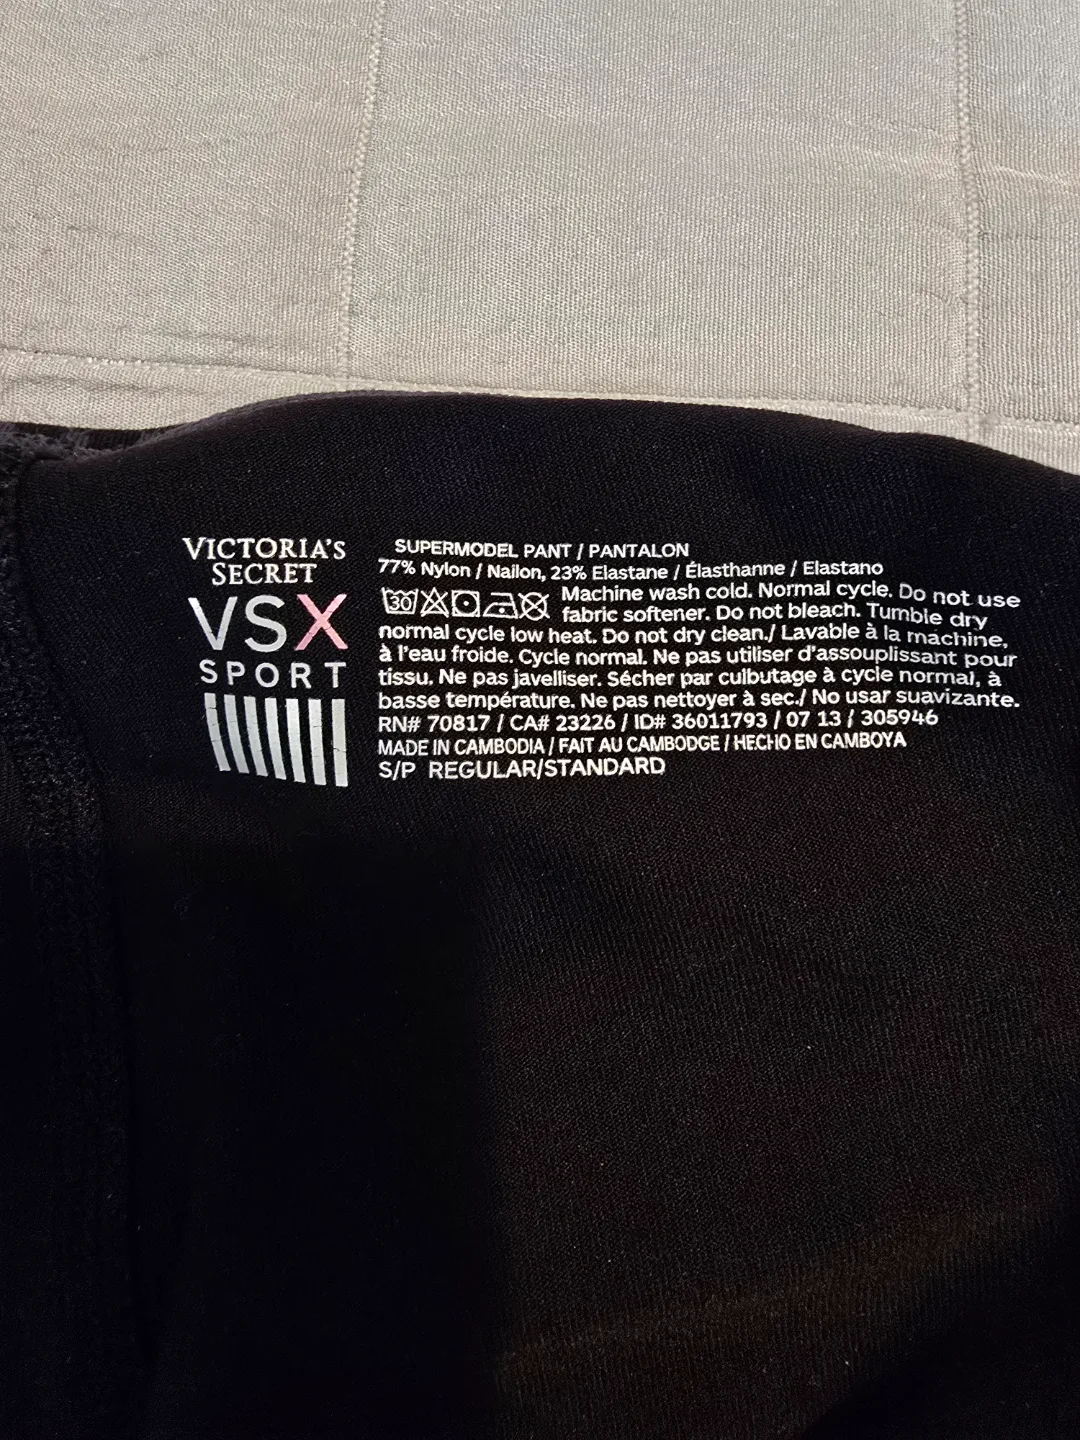 VICTORIA'S
SECRET
VSX
SPORT
SUPERMODEL PANT / PANTALON
77% Nylon / Nailon, 23% Elastane / Élasthanne / Elastano
30
Machine wash cold. Normal cycle. Do not use
fabric softener. Do not bleach. Tumble dry
normal cycle low heat. Do not dry clean./ Lavable à la machine,
à l'eau froide. Cycle normal. Ne pas utiliser d'assouplissant pour
tissu. Ne pas javelliser. Sécher par culbutage à cycle normal, à
basse température. Ne pas nettoyer à sec./ No usar suavizante.
RN# 70817 / CA# 23226 / ID# 36011793 / 07 13 / 305946
MADE IN CAMBODIA / FAIT AU CAMBODGE / HECHO EN CAMBOYA
S/P REGULAR/STANDARD